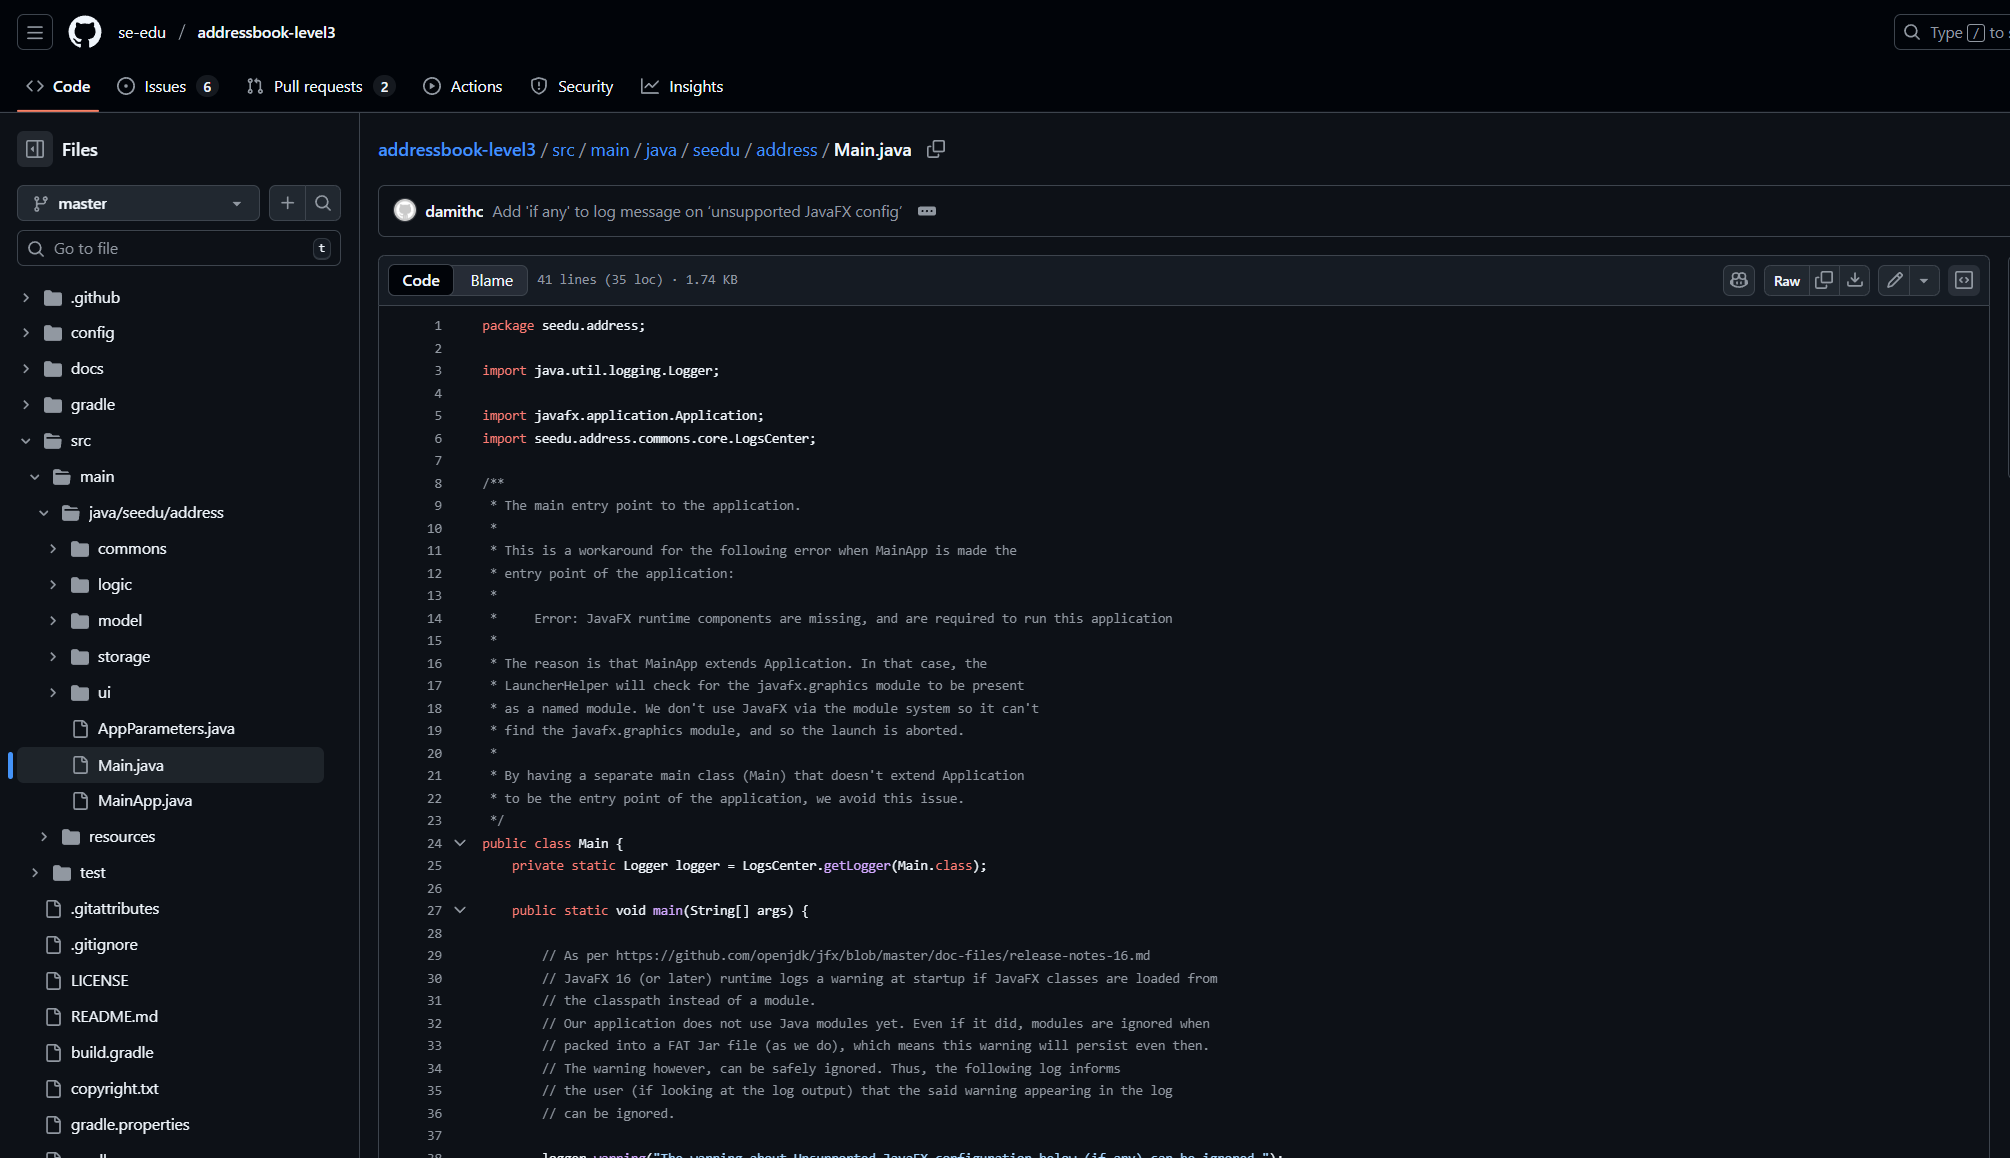 se-edu / addressbook-level3
Type / to s
Code
Issues 6
Pull requests 2
Actions
Security
Insights
Files
master
Go to file
t
.github
config
docs
gradle
src
main
java/seedu/address
commons
logic
model
storage
ui
AppParameters.java
Main.java
MainApp.java
resources
test
.gitattributes
.gitignore
LICENSE
README.md
build.gradle
copyright.txt
gradle.properties
addressbook-level3 / src / main / java / seedu / address / Main.java
damithc Add 'if any' to log message on ‘unsupported JavaFX config’
Code Blame 41 lines (35 loc) · 1.74 KB
Raw
1 package seedu.address;
2
3 import java.util.logging.Logger;
4
5 import javafx.application.Application;
6 import seedu.address.commons.core.LogsCenter;
7
8 /**
9 * The main entry point to the application.
10 *
11 * This is a workaround for the following error when MainApp is made the
12 * entry point of the application:
13 *
14 * Error: JavaFX runtime components are missing, and are required to run this application
15 *
16 * The reason is that MainApp extends Application. In that case, the
17 * LauncherHelper will check for the javafx.graphics module to be present
18 * as a named module. We don't use JavaFX via the module system so it can't
19 * find the javafx.graphics module, and so the launch is aborted.
20 *
21 * By having a separate main class (Main) that doesn't extend Application
22 * to be the entry point of the application, we avoid this issue.
23 */
24 public class Main {
25 private static Logger logger = LogsCenter.getLogger(Main.class);
26
27 public static void main(String[] args) {
28
29 // As per https://github.com/openjdk/jfx/blob/master/doc-files/release-notes-16.md
30 // JavaFX 16 (or later) runtime logs a warning at startup if JavaFX classes are loaded from
31 // the classpath instead of a module.
32 // Our application does not use Java modules yet. Even if it did, modules are ignored when
33 // packed into a FAT Jar file (as we do), which means this warning will persist even then.
34 // The warning however, can be safely ignored. Thus, the following log informs
35 // the user (if looking at the log output) that the said warning appearing in the log
36 // can be ignored.
37
38 logger.warning("The warning about Unsupported JavaFX configuration below (if any) can be ignored.");